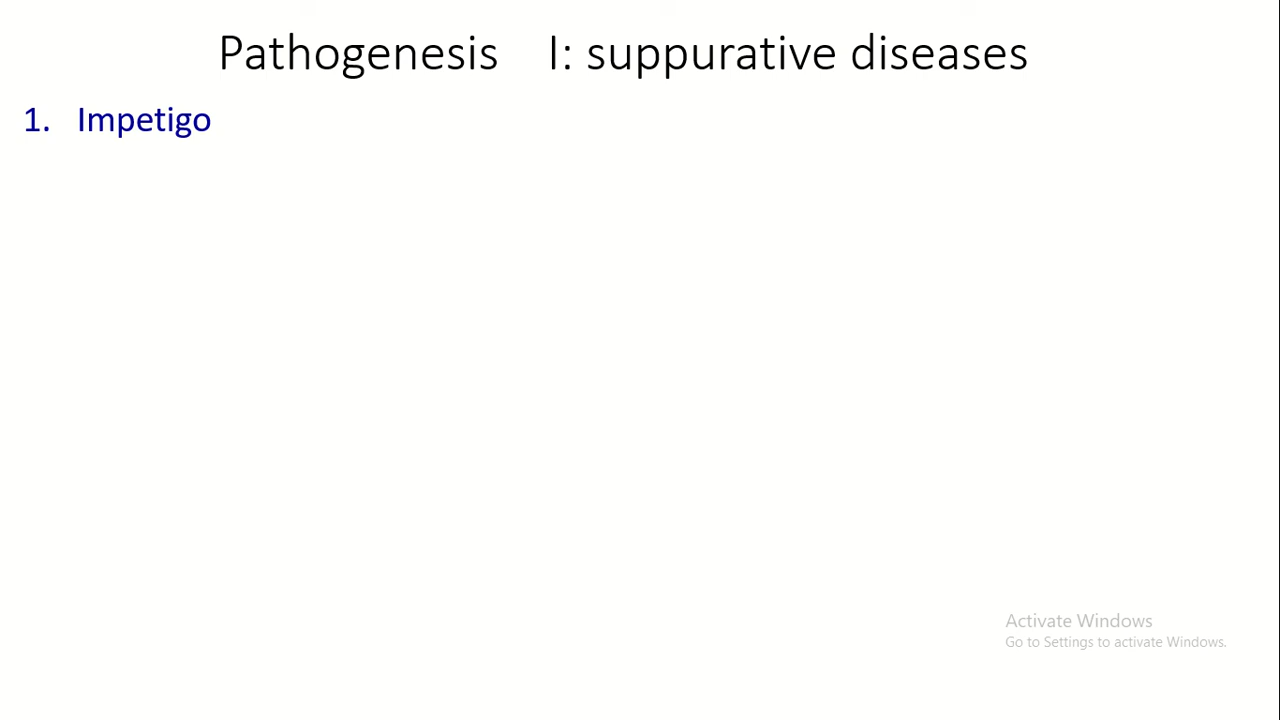 Pathogenesis I: suppurative diseases
1. Impetigo
Activate Windows
Go to Settings to activate Windows.